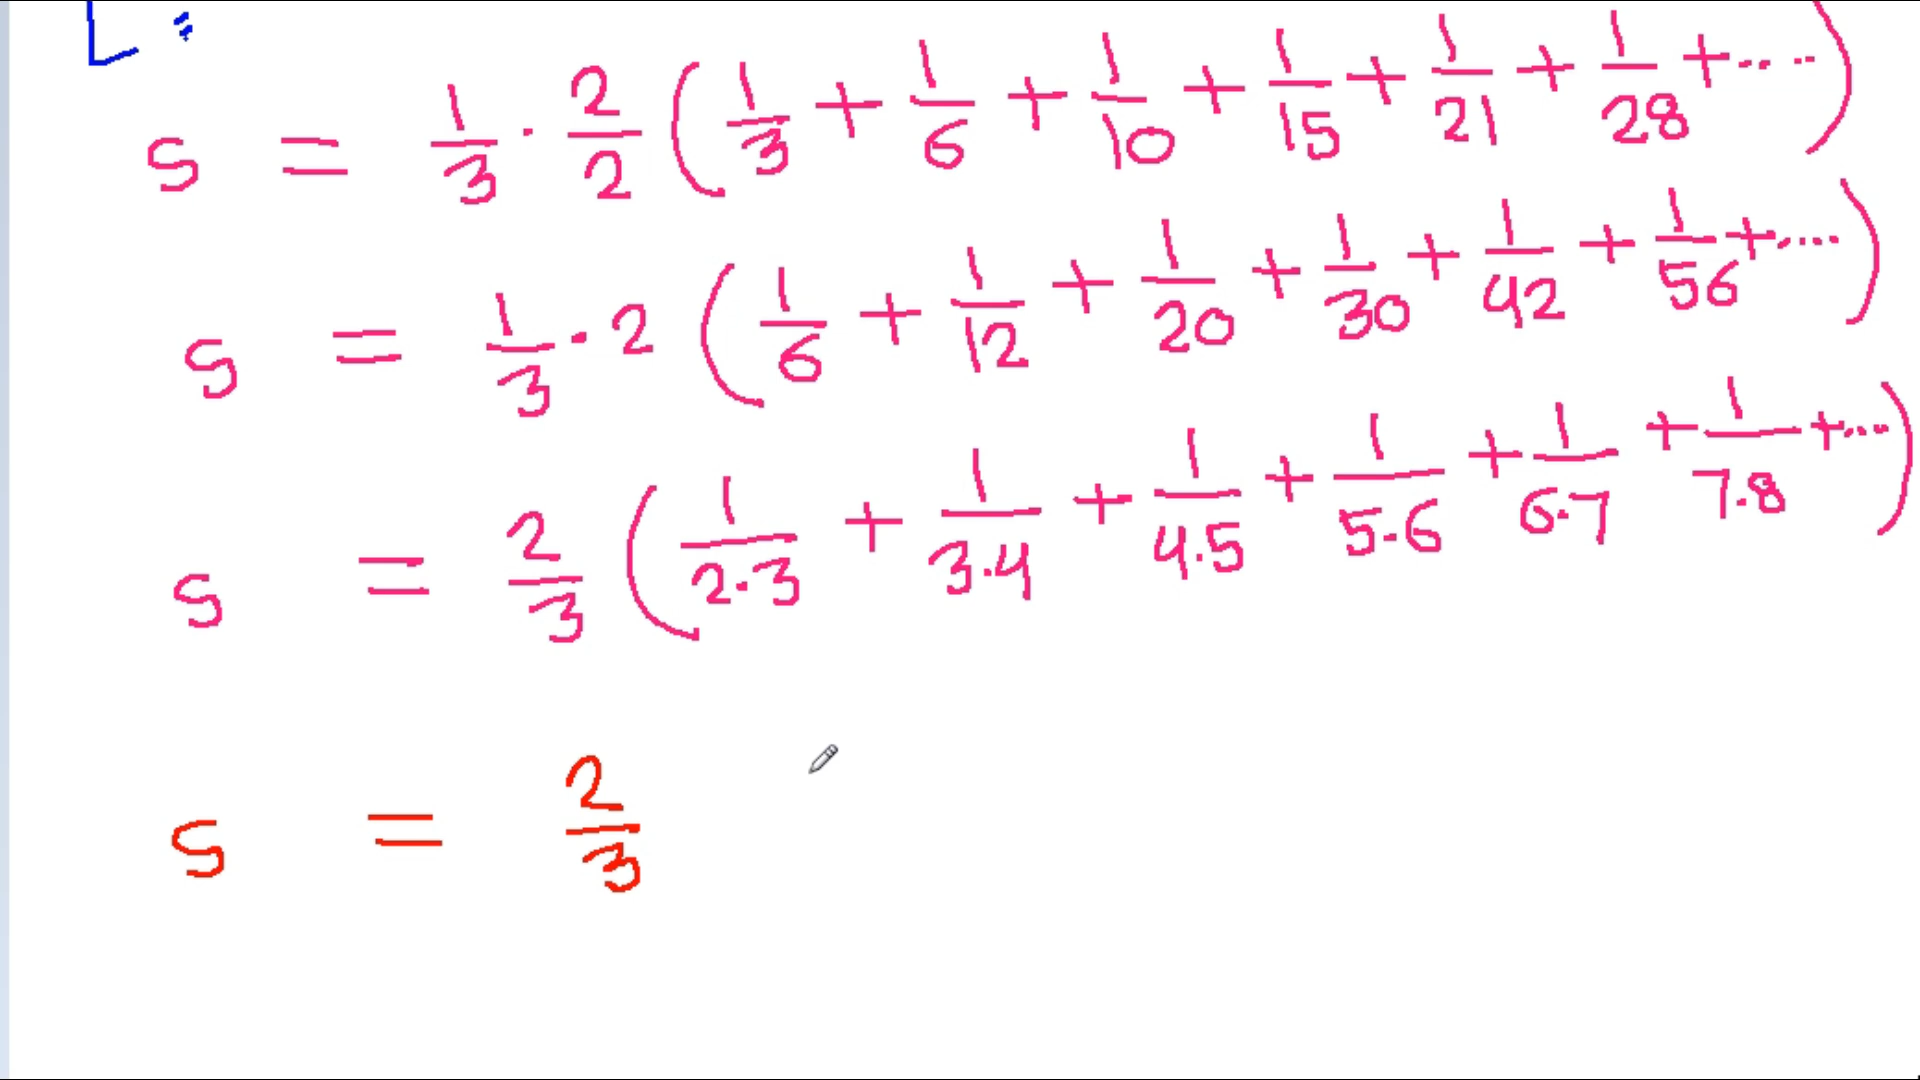 L :
S = 1/3 · 2/2 (1/3 + 1/6 + 1/10 + 1/15 + 1/21 + 1/28 + ....)
S = 1/3 · 2 (1/6 + 1/12 + 1/20 + 1/30 + 1/42 + 1/56 + ....)
S = 2/3 (1/2·3 + 1/3·4 + 1/4·5 + 1/5·6 + 1/6·7 + 1/7·8 + ....)
S = 2/3